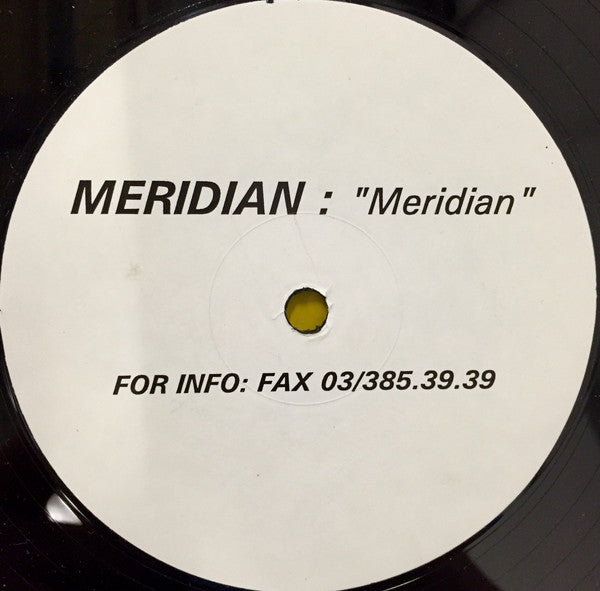 MERIDIAN : "Meridian"
FOR INFO: FAX 03/385.39.39